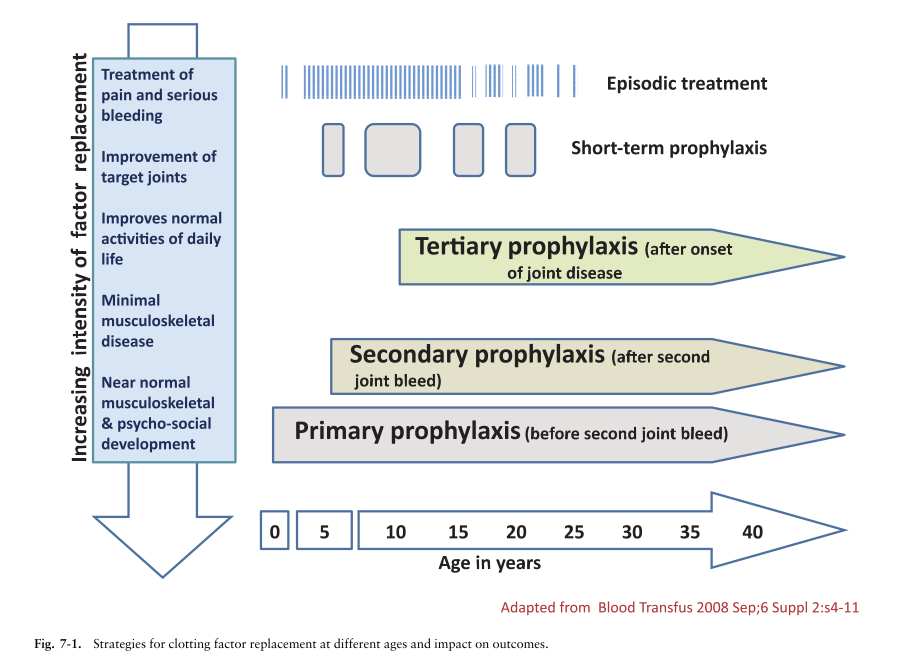 Increasing intensity of factor replacement
Treatment of
pain and serious
bleeding
Improvement of
target joints
Improves normal
activities of daily
life
Minimal
musculoskeletal
disease
Near normal
musculoskeletal
& psycho-social
development
Episodic treatment
Short-term prophylaxis
Tertiary prophylaxis (after onset
of joint disease
Secondary prophylaxis (after second
joint bleed)
Primary prophylaxis (before second joint bleed)
0 5 10 15 20 25 30 35 40
Age in years
Adapted from Blood Transfus 2008 Sep;6 Suppl 2:s4-11
Fig. 7-1. Strategies for clotting factor replacement at different ages and impact on outcomes.